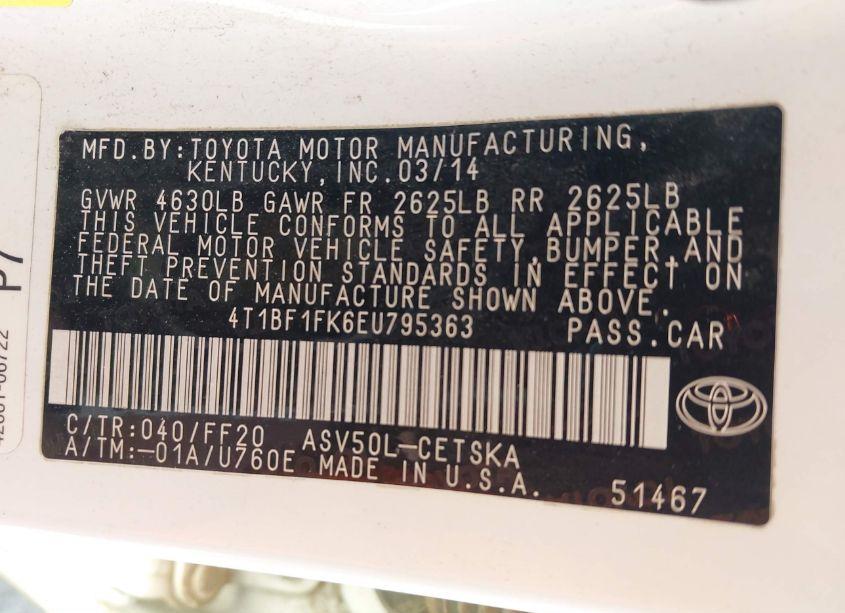 MFD.BY:TOYOTA MOTOR MANUFACTURING,
KENTUCKY,INC.03/14
GVWR 4630LB GAWR FR 2625LB RR 2625LB
THIS VEHICLE CONFORMS TO ALL APPLICABLE
FEDERAL MOTOR VEHICLE SAFETY,BUMPER,AND
THEFT PREVENTION STANDARDS IN EFFECT ON
THE DATE OF MANUFACTURE SHOWN ABOVE.
4T1BF1FK6EU795363 PASS.CAR
C/TR:040/FF20 ASV50L-CETSKA
A/TM:-01A/U760E MADE IN U.S.A. 51467
P7